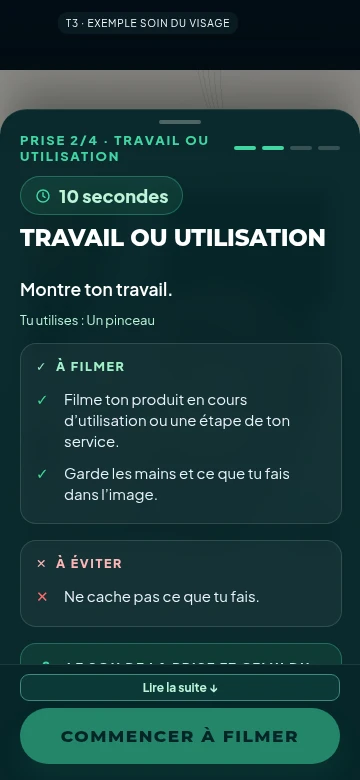 T3 · EXEMPLE SOIN DU VISAGE
PRISE 2/4 · TRAVAIL OU
UTILISATION
10 secondes
TRAVAIL OU UTILISATION
Montre ton travail.
Tu utilises : Un pinceau
✓ À FILMER
✓ Filme ton produit en cours
d'utilisation ou une étape de ton
service.
✓ Garde les mains et ce que tu fais
dans l'image.
✕ À ÉVITER
✕ Ne cache pas ce que tu fais.
Lire la suite ↓
COMMENCER À FILMER